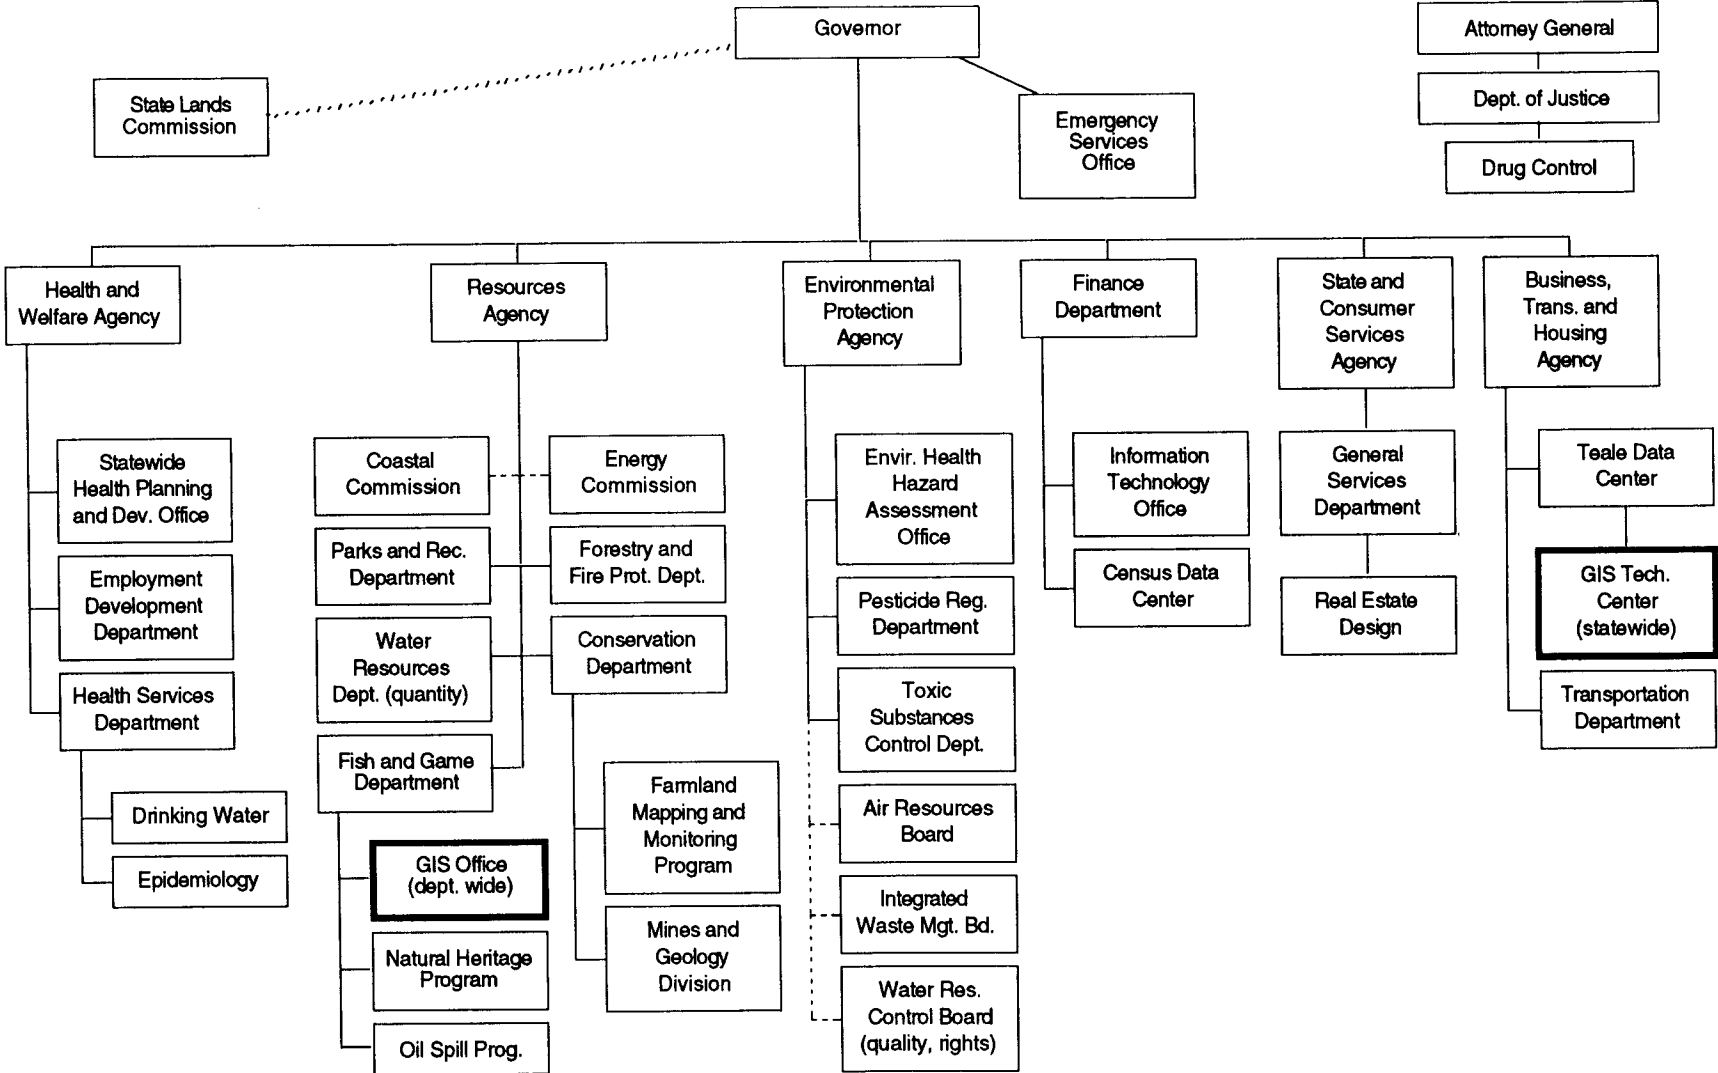 Governor
Attorney General
State Lands
Commission
Emergency
Services
Office
Dept. of Justice
Drug Control
Health and
Welfare Agency
Resources
Agency
Environmental
Protection
Agency
Finance
Department
State and
Consumer
Services
Agency
Business,
Trans. and
Housing
Agency
Statewide
Health Planning
and Dev. Office
Employment
Development
Department
Health Services
Department
Drinking Water
Epidemiology
Coastal
Commission
Energy
Commission
Parks and Rec.
Department
Forestry and
Fire Prot. Dept.
Water
Resources
Dept. (quantity)
Conservation
Department
Fish and Game
Department
GIS Office
(dept. wide)
Natural Heritage
Program
Oil Spill Prog.
Farmland
Mapping and
Monitoring
Program
Mines and
Geology
Division
Envir. Health
Hazard
Assessment
Office
Pesticide Reg.
Department
Toxic
Substances
Control Dept.
Air Resources
Board
Integrated
Waste Mgt. Bd.
Water Res.
Control Board
(quality, rights)
Information
Technology
Office
Census Data
Center
General
Services
Department
Real Estate
Design
Teale Data
Center
GIS Tech.
Center
(statewide)
Transportation
Department